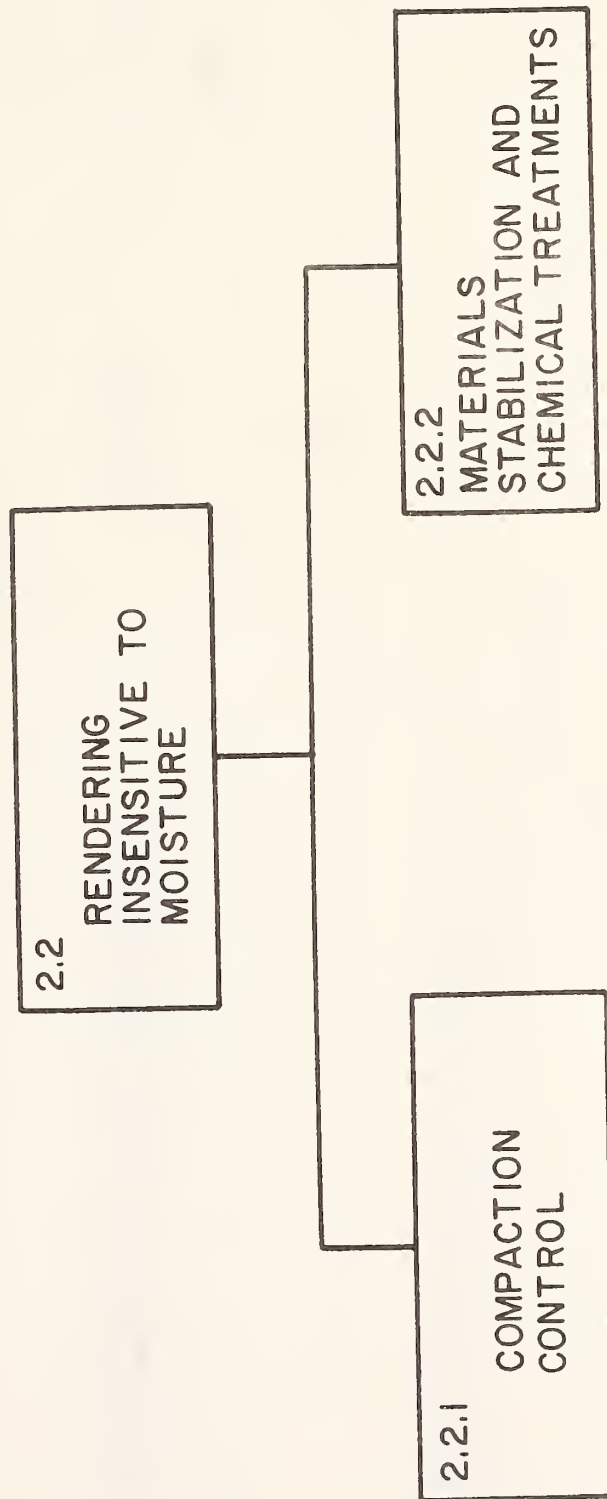 2.2
RENDERING
INSENSITIVE TO
MOISTURE
2.2.1
COMPACTION
CONTROL
2.2.2
MATERIALS
STABILIZATION AND
CHEMICAL TREATMENTS